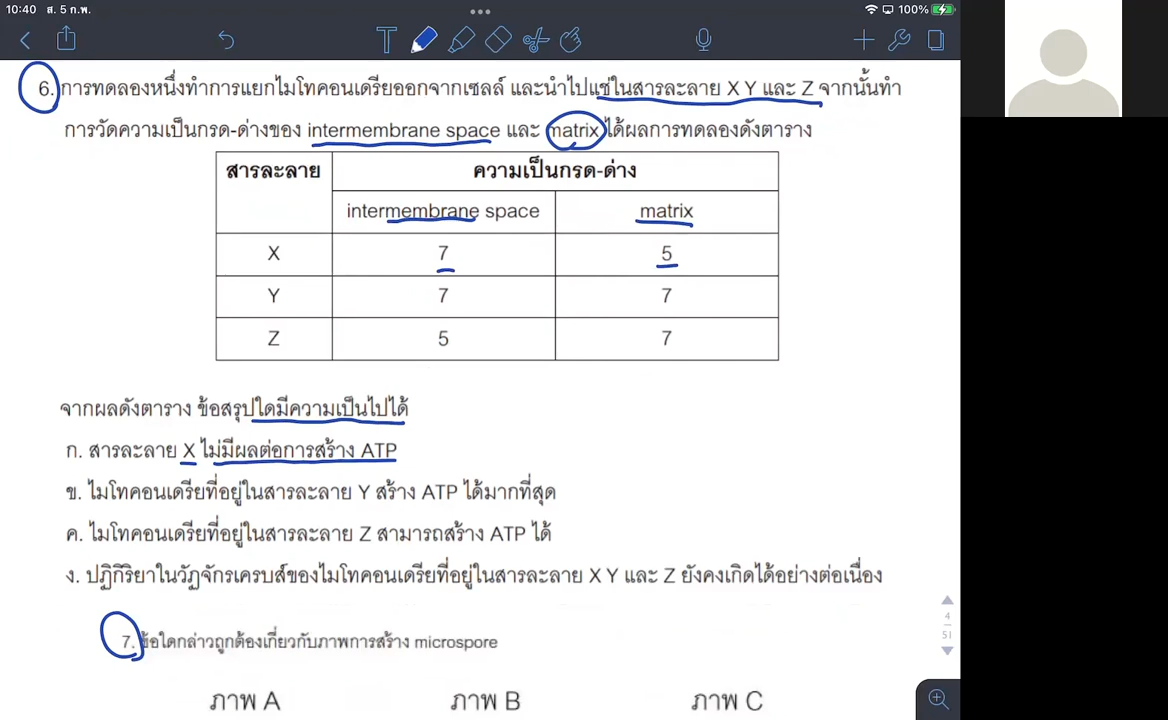 10:40 ส. 5 ก.พ.
100%
6. การทดลองหนึ่งทำการแยกไมโทคอนเดรียออกจากเซลล์ และนำไปแช่ในสารละลาย X Y และ Z จากนั้นทำ
การวัดความเป็นกรด-ด่างของ intermembrane space และ matrix ได้ผลการทดลองดังตาราง
สารละลาย ความเป็นกรด-ด่าง
intermembrane space matrix
X 7 5
Y 7 7
Z 5 7
จากผลดังตาราง ข้อสรุปใดมีความเป็นไปได้
ก. สารละลาย X ไม่มีผลต่อการสร้าง ATP
ข. ไมโทคอนเดรียที่อยู่ในสารละลาย Y สร้าง ATP ได้มากที่สุด
ค. ไมโทคอนเดรียที่อยู่ในสารละลาย Z สามารถสร้าง ATP ได้
ง. ปฏิกิริยาในวัฏจักรเครบส์ของไมโทคอนเดรียที่อยู่ในสารละลาย X Y และ Z ยังคงเกิดได้อย่างต่อเนื่อง
4
51
7. ข้อใดกล่าวถูกต้องเกี่ยวกับภาพการสร้าง microspore
ภาพ A ภาพ B ภาพ C